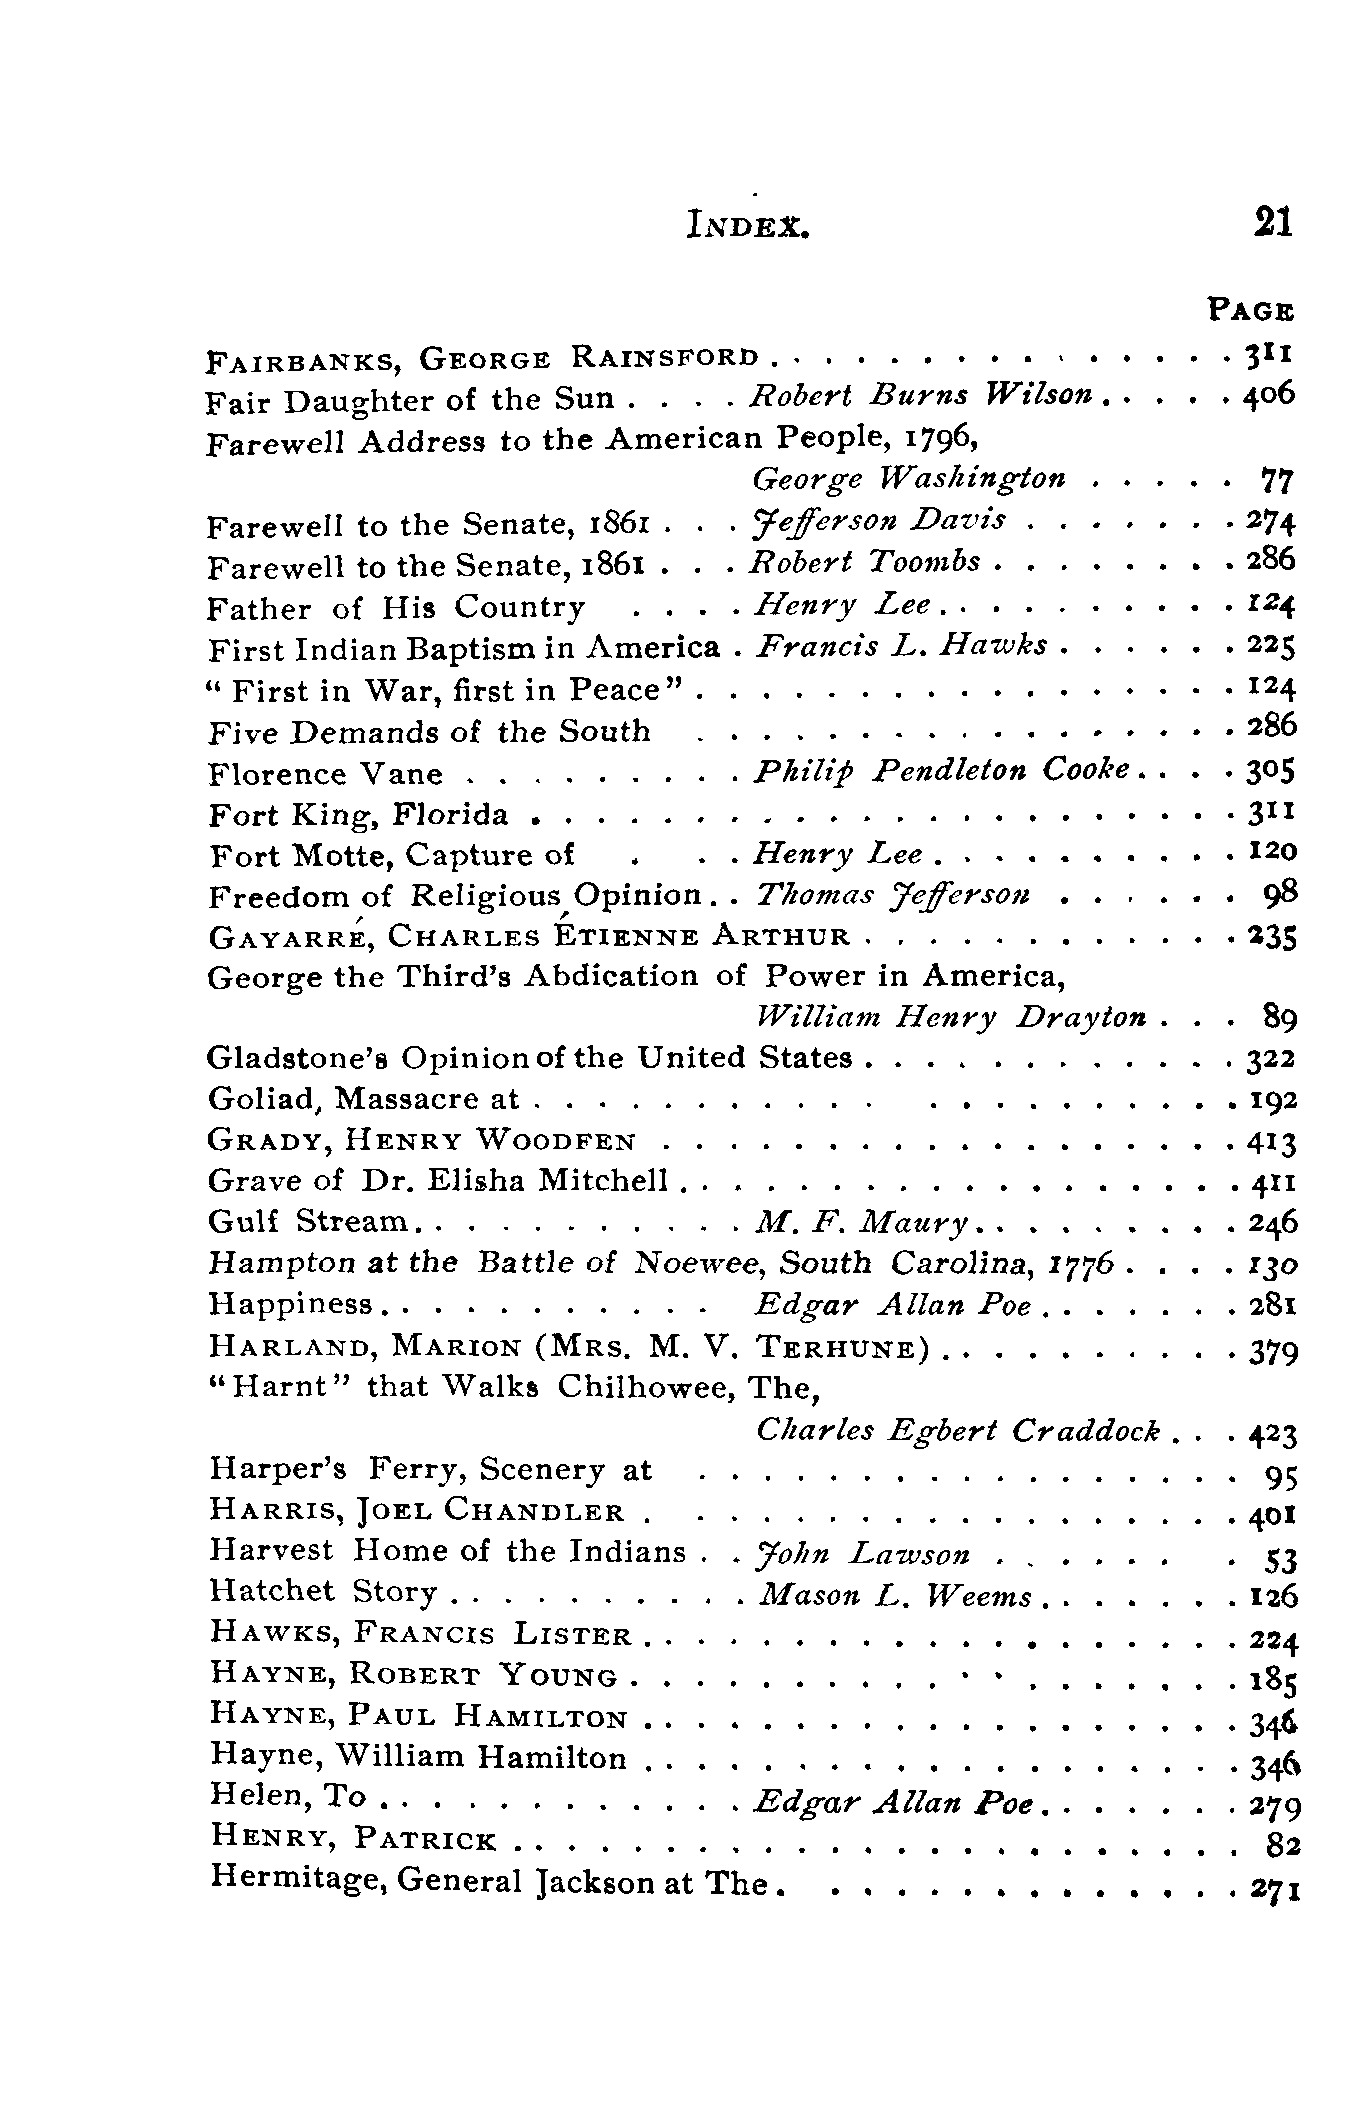 INDEX. 21
PAGE
FAIRBANKS, GEORGE RAINSFORD . . . . . . . . . . . . . . . 311
Fair Daughter of the Sun . . . . Robert Burns Wilson . . . . . 406
Farewell Address to the American People, 1796,
George Washington . . . . . 77
Farewell to the Senate, 1861 . . . Jefferson Davis . . . . . . . 274
Farewell to the Senate, 1861 . . . Robert Toombs . . . . . . . . 286
Father of His Country . . . . Henry Lee . . . . . . . . . . 124
First Indian Baptism in America . Francis L. Hawks . . . . . . 225
“ First in War, first in Peace” . . . . . . . . . . . . . . . . . 124
Five Demands of the South . . . . . . . . . . . . . . . . . 286
Florence Vane . . . . . . . . . Philip Pendleton Cooke . . . . 305
Fort King, Florida . . . . . . . . . . . . . . . . . . . . . . 311
Fort Motte, Capture of . . . Henry Lee . . . . . . . . . . 120
Freedom of Religious Opinion . . Thomas Jefferson . . . . . . 98
GAYARRÉ, CHARLES ÉTIENNE ARTHUR . . . . . . . . . . . . 235
George the Third’s Abdication of Power in America,
William Henry Drayton . . . 89
Gladstone’s Opinion of the United States . . . . . . . . . . . . 322
Goliad, Massacre at . . . . . . . . . . . . . . . . . . . . . 192
GRADY, HENRY WOODFEN . . . . . . . . . . . . . . . . . . 413
Grave of Dr. Elisha Mitchell . . . . . . . . . . . . . . . . . . 411
Gulf Stream . . . . . . . . . . . M. F. Maury . . . . . . . . . 246
Hampton at the Battle of Noewee, South Carolina, 1776 . . . . 130
Happiness . . . . . . . . . . . Edgar Allan Poe . . . . . . . 281
HARLAND, MARION (MRS. M. V. TERHUNE) . . . . . . . . . . 379
“Harnt” that Walks Chilhowee, The,
Charles Egbert Craddock . . . 423
Harper’s Ferry, Scenery at . . . . . . . . . . . . . . . . . 95
HARRIS, JOEL CHANDLER . . . . . . . . . . . . . . . . . . 401
Harvest Home of the Indians . . John Lawson . . . . . . . 53
Hatchet Story . . . . . . . . . . Mason L. Weems . . . . . . . 126
HAWKS, FRANCIS LISTER . . . . . . . . . . . . . . . . . . . 224
HAYNE, ROBERT YOUNG . . . . . . . . . . . . . . . . . . . 185
HAYNE, PAUL HAMILTON . . . . . . . . . . . . . . . . . . . 346
Hayne, William Hamilton . . . . . . . . . . . . . . . . . . . 346
Helen, To . . . . . . . . . . . . Edgar Allan Poe . . . . . . . 279
HENRY, PATRICK . . . . . . . . . . . . . . . . . . . . . . . 82
Hermitage, General Jackson at The . . . . . . . . . . . . . . 271